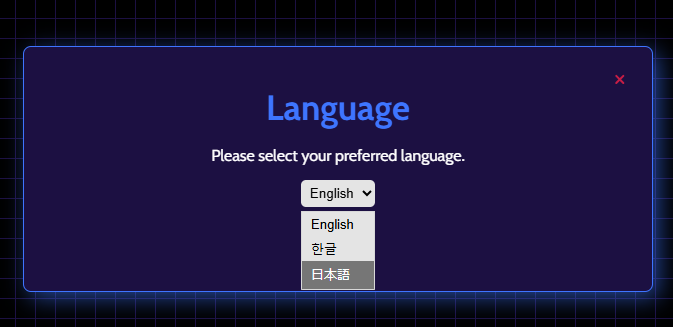 ×
Language
Please select your preferred language.
English
English
한글
日本語